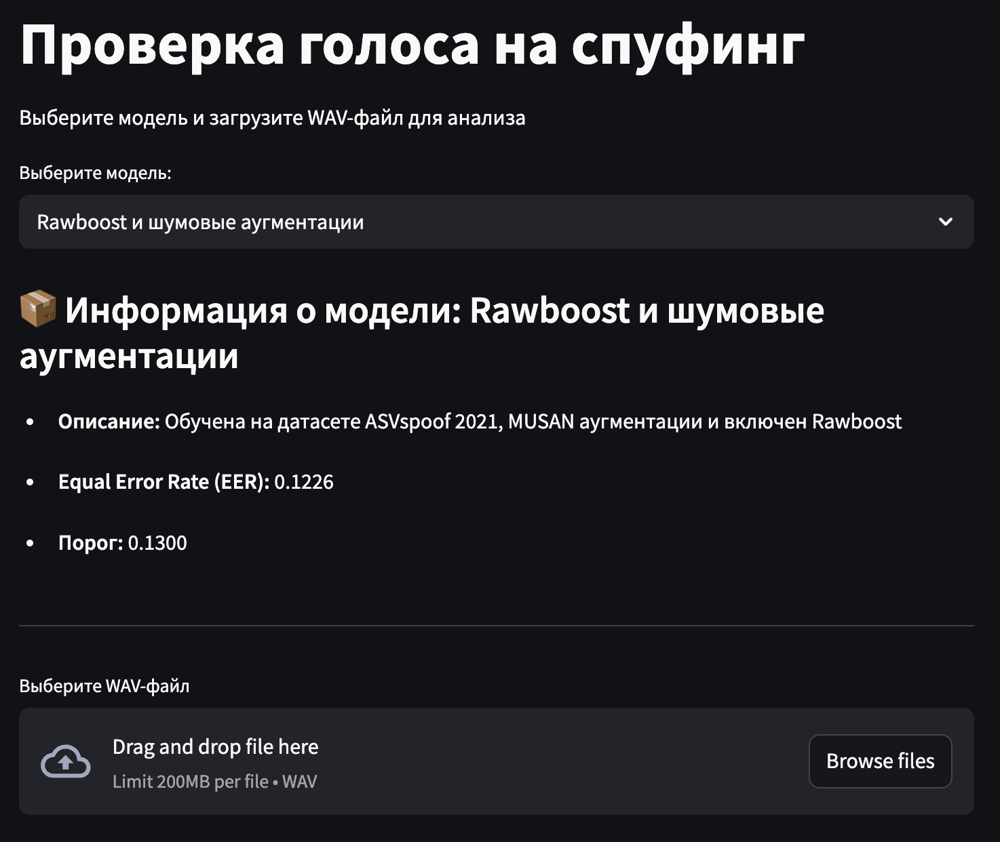 Проверка голоса на спуфинг
Выберите модель и загрузите WAV-файл для анализа
Выберите модель:
Rawboost и шумовые аугментации
📦 Информация о модели: Rawboost и шумовые
аугментации
• Описание: Обучена на датасете ASVspoof 2021, MUSAN аугментации и включен Rawboost
• Equal Error Rate (EER): 0.1226
• Порог: 0.1300
Выберите WAV-файл
Drag and drop file here
Browse files
Limit 200MB per file • WAV